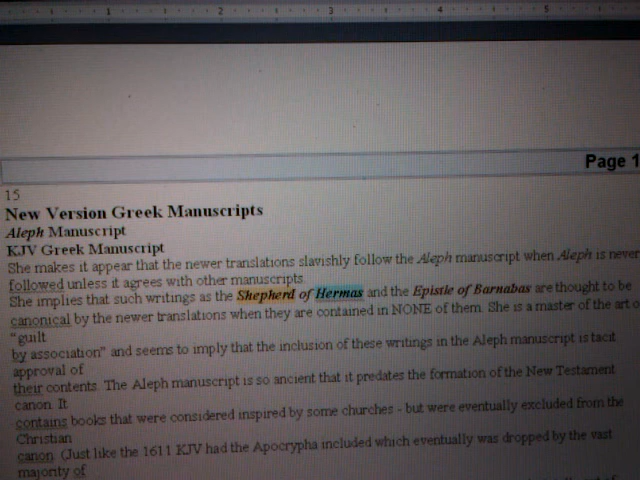 1 1 2 3 4 5
Page 1
15
New Version Greek Manuscripts
Aleph Manuscript
KJV Greek Manuscript
She makes it appear that the newer translations slavishly follow the Aleph manuscript when Aleph is never
followed unless it agrees with other manuscripts.
She implies that such writings as the Shepherd of Hermas and the Epistle of Barnabas are thought to be
canonical by the newer translations when they are contained in NONE of them. She is a master of the art o
"guilt
by association" and seems to imply that the inclusion of these writings in the Aleph manuscript is tacit
approval of
their contents. The Aleph manuscript is so ancient that it predates the formation of the New Testament
canon. It
contains books that were considered inspired by some churches - but were eventually excluded from the
Christian
canon. (Just like the 1611 KJV had the Apocrypha included which eventually was dropped by the vast
majority of